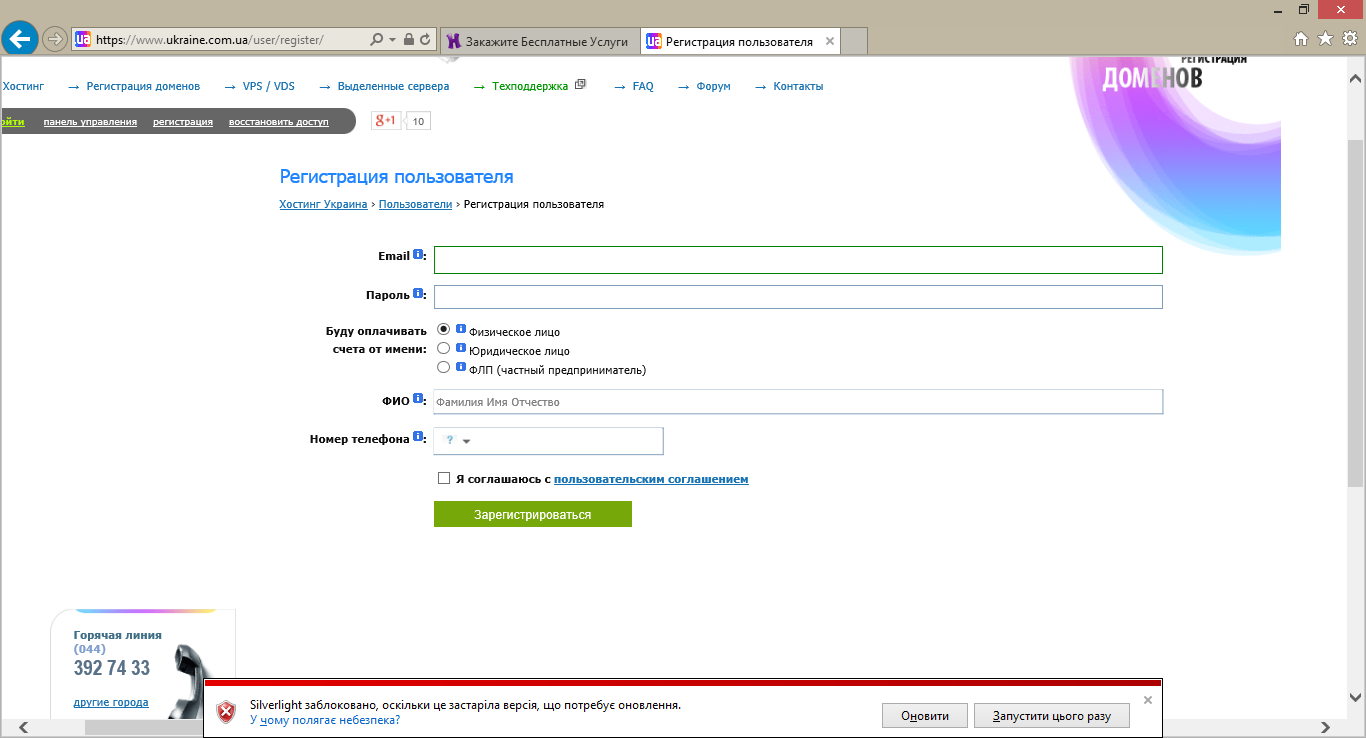 https://www.ukraine.com.ua/user/register/
Закажите Бесплатные Услуги
Регистрация пользователя
Хостинг → Регистрация доменов → VPS / VDS → Выделенные сервера → Техподдержка → FAQ → Форум → Контакты
РЕГИСТРАЦИЯ
ДОМЕНОВ
ойти панель управления регистрация восстановить доступ
g+1 10
Регистрация пользователя
Хостинг Украина › Пользователи › Регистрация пользователя
Email :
Пароль :
Буду оплачивать
счета от имени:
Физическое лицо
Юридическое лицо
ФЛП (частный предприниматель)
ФИО :
Фамилия Имя Отчество
Номер телефона :
?
Я соглашаюсь с пользовательским соглашением
Зарегистрироваться
Горячая линия
(044)
392 74 33
другие города
Silverlight заблоковано, оскільки це застаріла версія, що потребує оновлення.
У чому полягає небезпека?
Оновити
Запустити цього разу